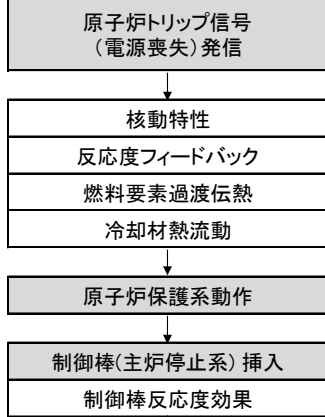 原子炉トリップ信号
（電源喪失）発信
核動特性
反応度フィードバック
燃料要素過渡伝熱
冷却材熱流動
原子炉保護系動作
制御棒(主炉停止系) 挿入
制御棒反応度効果